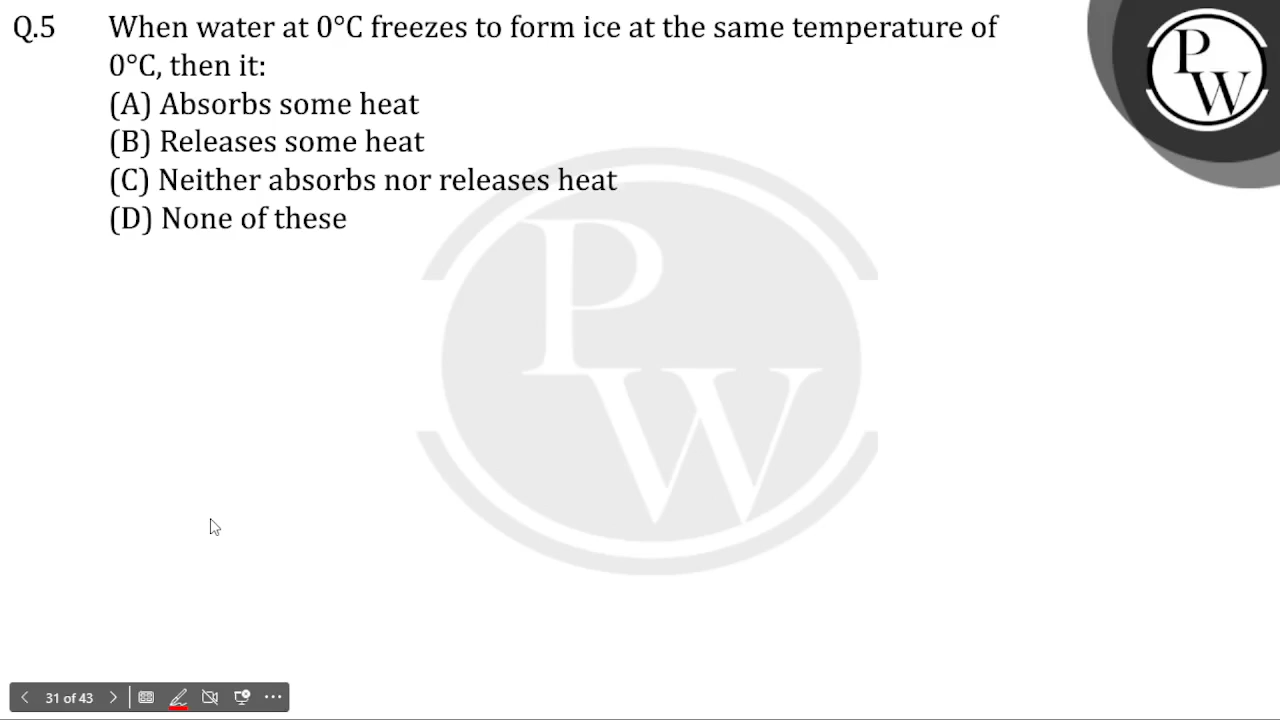 Q.5 When water at 0°C freezes to form ice at the same temperature of
0°C, then it:
(A) Absorbs some heat
(B) Releases some heat
(C) Neither absorbs nor releases heat
(D) None of these
P
W
P
W
31 of 43